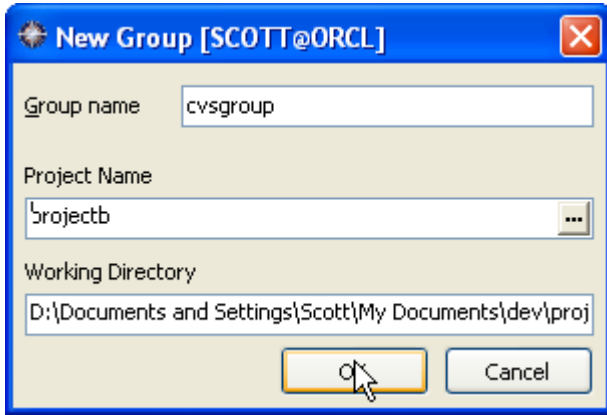 New Group [SCOTT@ORCL]
Group name cvsgroup
Project Name
projectb
...
Working Directory
D:\Documents and Settings\Scott\My Documents\dev\proj
OK Cancel